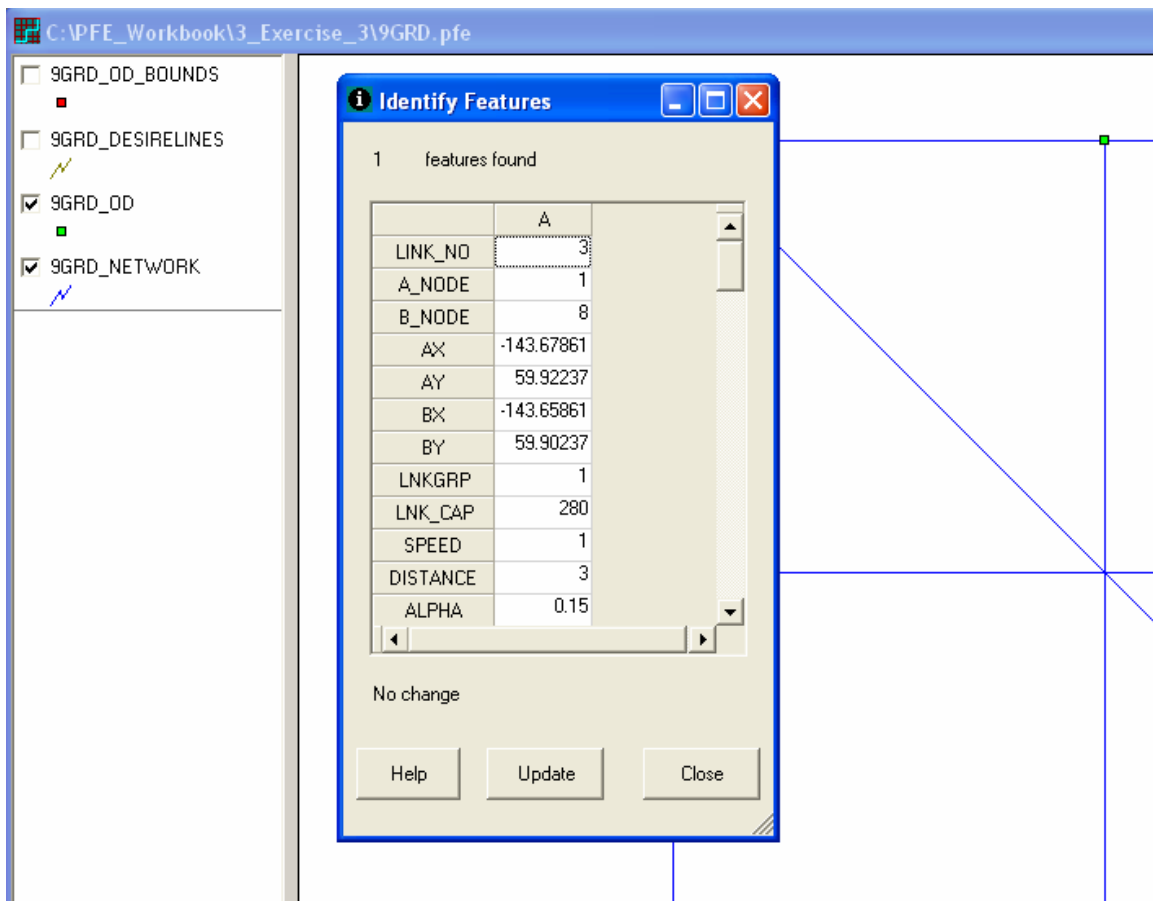 C:\PFE_Workbook\3_Exercise_3\9GRD.pfe
9GRD_OD_BOUNDS
9GRD_DESIRELINES
9GRD_OD
9GRD_NETWORK
Identify Features
1 features found
A
LINK_NO 3
A_NODE 1
B_NODE 8
AX -143.67861
AY 59.92237
BX -143.65861
BY 59.90237
LNKGRP 1
LNK_CAP 280
SPEED 1
DISTANCE 3
ALPHA 0.15
No change
Help Update Close